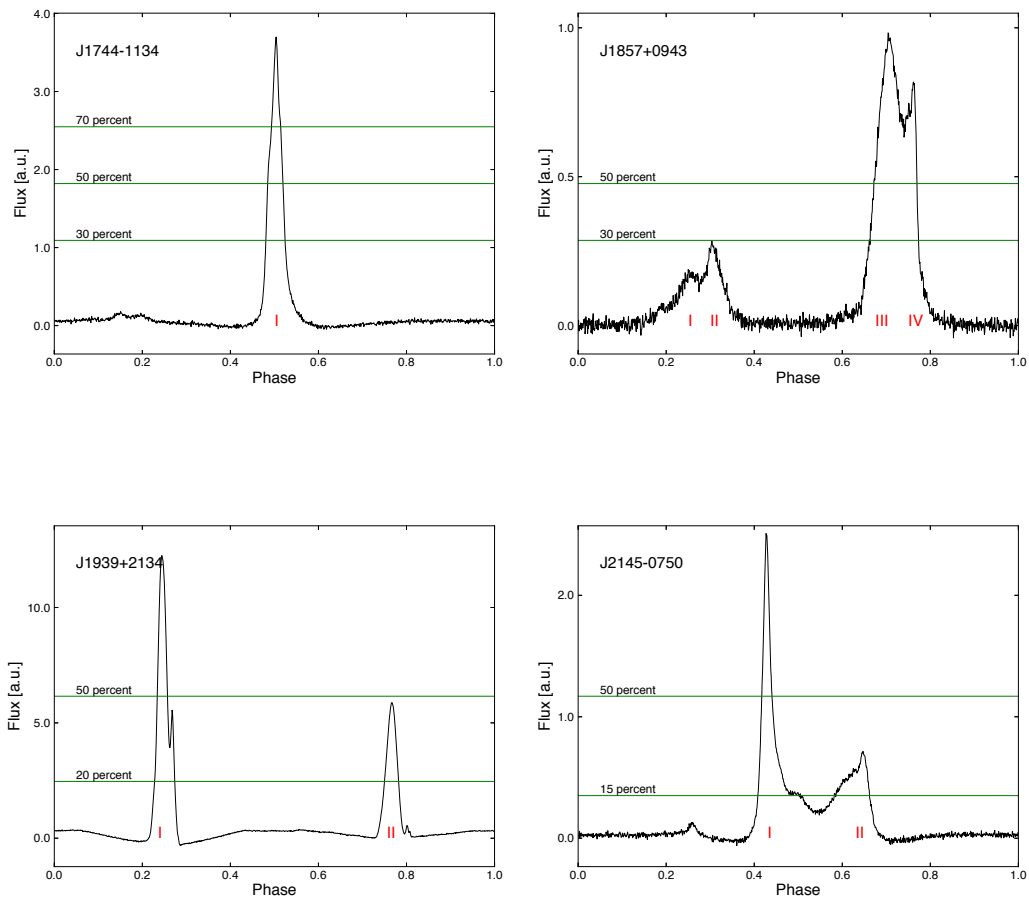 J1744-1134
4.0
3.0
2.0
1.0
0.0
Flux [a.u.]
70 percent
50 percent
30 percent
I
0.0 0.2 0.4 0.6 0.8 1.0
Phase
J1857+0943
1.0
0.5
0.0
Flux [a.u.]
50 percent
30 percent
I II III IV
0.0 0.2 0.4 0.6 0.8 1.0
Phase
J1939+2134
10.0
5.0
0.0
Flux [a.u.]
50 percent
20 percent
I II
0.0 0.2 0.4 0.6 0.8 1.0
Phase
J2145-0750
2.0
1.0
0.0
Flux [a.u.]
50 percent
15 percent
I II
0.0 0.2 0.4 0.6 0.8 1.0
Phase